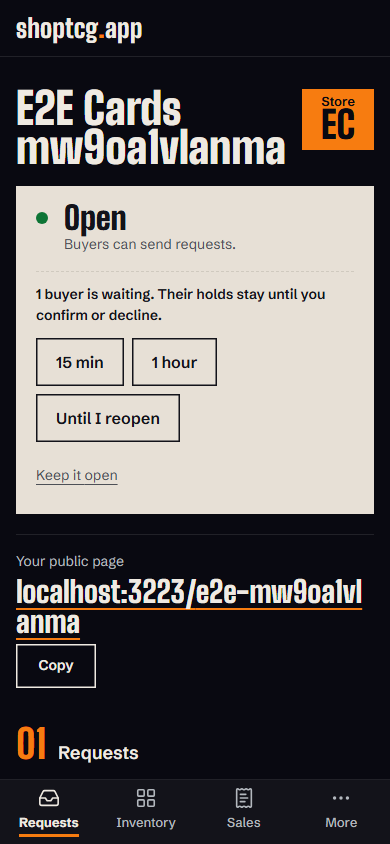 shoptcg.app
E2E Cards
mw9oa1vlanma
Store
EC
Open
Buyers can send requests.
1 buyer is waiting. Their holds stay until you
confirm or decline.
15 min
1 hour
Until I reopen
Keep it open
Your public page
localhost:3223/e2e-mw9oa1vl
anma
Copy
01 Requests
Requests
Inventory
Sales
More